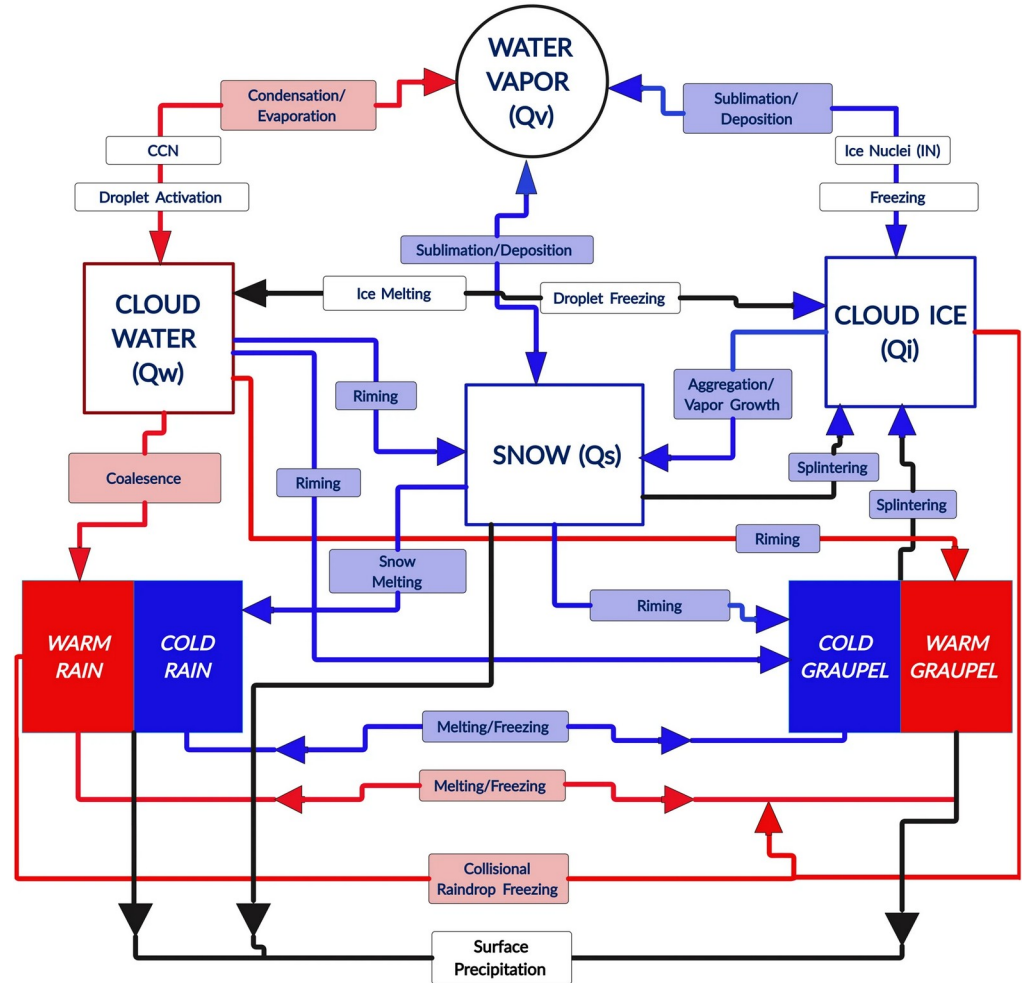 WATER
VAPOR
(Qv)
Condensation/
Evaporation
Sublimation/
Deposition
CCN
Ice Nuclei (IN)
Droplet Activation
Freezing
Sublimation/Deposition
CLOUD
WATER
(Qw)
Ice Melting
Droplet Freezing
CLOUD ICE
(Qi)
Riming
Aggregation/
Vapor Growth
SNOW (Qs)
Coalesence
Riming
Splintering
Splintering
Riming
Snow
Melting
Riming
WARM
RAIN
COLD
RAIN
COLD
GRAUPEL
WARM
GRAUPEL
Melting/Freezing
Melting/Freezing
Collisional
Raindrop Freezing
Surface
Precipitation